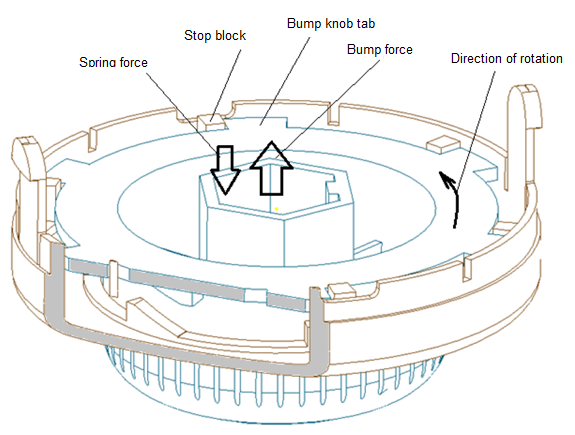 Bump knob tab
Stop block
Bump force
Spring force
Direction of rotation